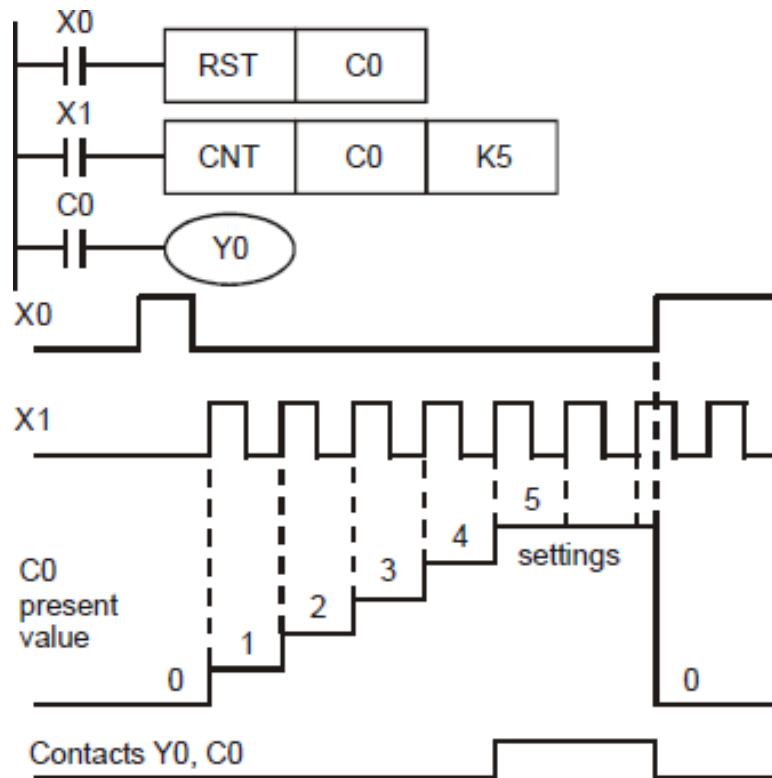 X0
RST C0
X1
CNT C0 K5
C0
Y0
X0
X1
5
4
settings
3
C0
present
value
2
1
0
0
Contacts Y0, C0